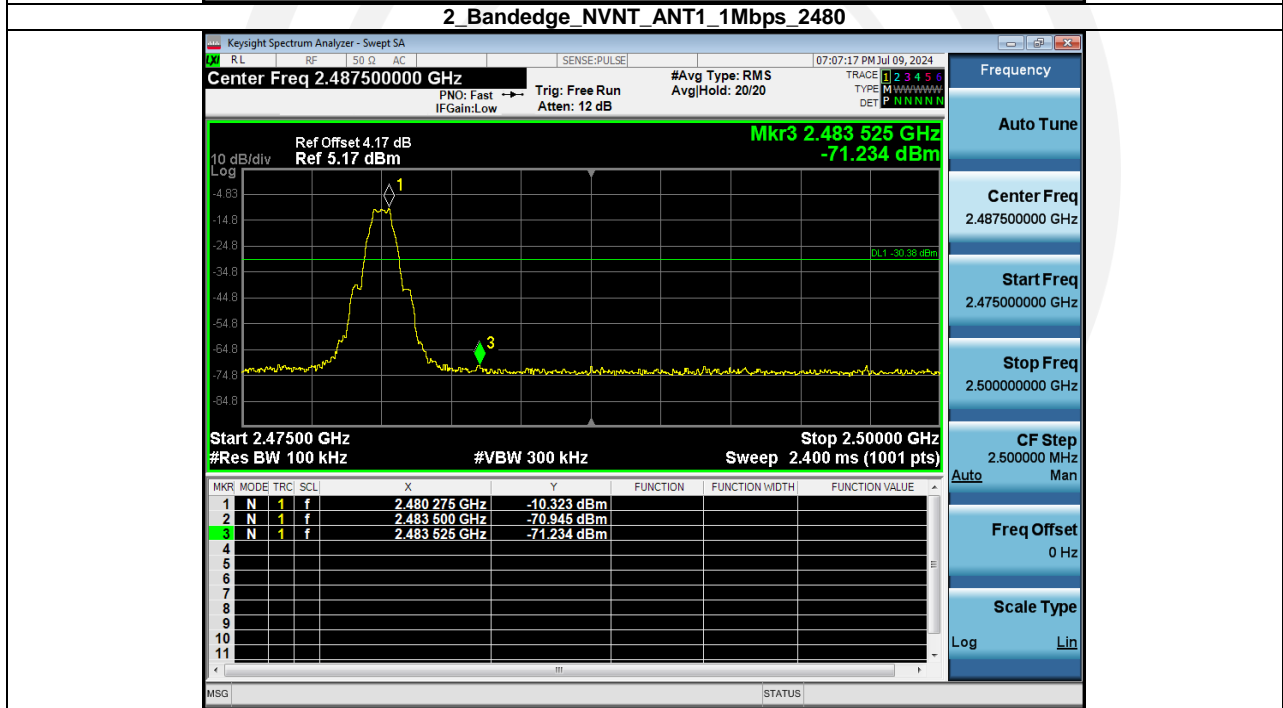 2_Bandedge_NVNT_ANT1_1Mbps_2480
Keysight Spectrum Analyzer - Swept SA
LXI RL RF 50 Ω AC SENSE:PULSE 07:07:17 PM Jul 09, 2024
Center Freq 2.487500000 GHz
PNO: Fast
IFGain:Low
Trig: Free Run
Atten: 12 dB
#Avg Type: RMS
Avg|Hold: 20/20
TRACE 1 2 3 4 5 6
TYPE M WWWWW
DET P N N N N N
Mkr3 2.483 525 GHz
-71.234 dBm
Ref Offset 4.17 dB
10 dB/div Ref 5.17 dBm
Log
1
-4.83
-14.8
-24.8
DL1 -30.38 dBm
-34.8
-44.8
-54.8
3
-64.8
-74.8
-84.8
Start 2.47500 GHz Stop 2.50000 GHz
#Res BW 100 kHz #VBW 300 kHz Sweep 2.400 ms (1001 pts)
MKR MODE TRC SCL X Y FUNCTION FUNCTION WIDTH FUNCTION VALUE
1 N 1 f 2.480 275 GHz -10.323 dBm
2 N 1 f 2.483 500 GHz -70.945 dBm
3 N 1 f 2.483 525 GHz -71.234 dBm
4
5
6
7
8
9
10
11
MSG STATUS
Frequency
Auto Tune
Center Freq
2.487500000 GHz
Start Freq
2.475000000 GHz
Stop Freq
2.500000000 GHz
CF Step
2.500000 MHz
Auto Man
Freq Offset
0 Hz
Scale Type
Log Lin